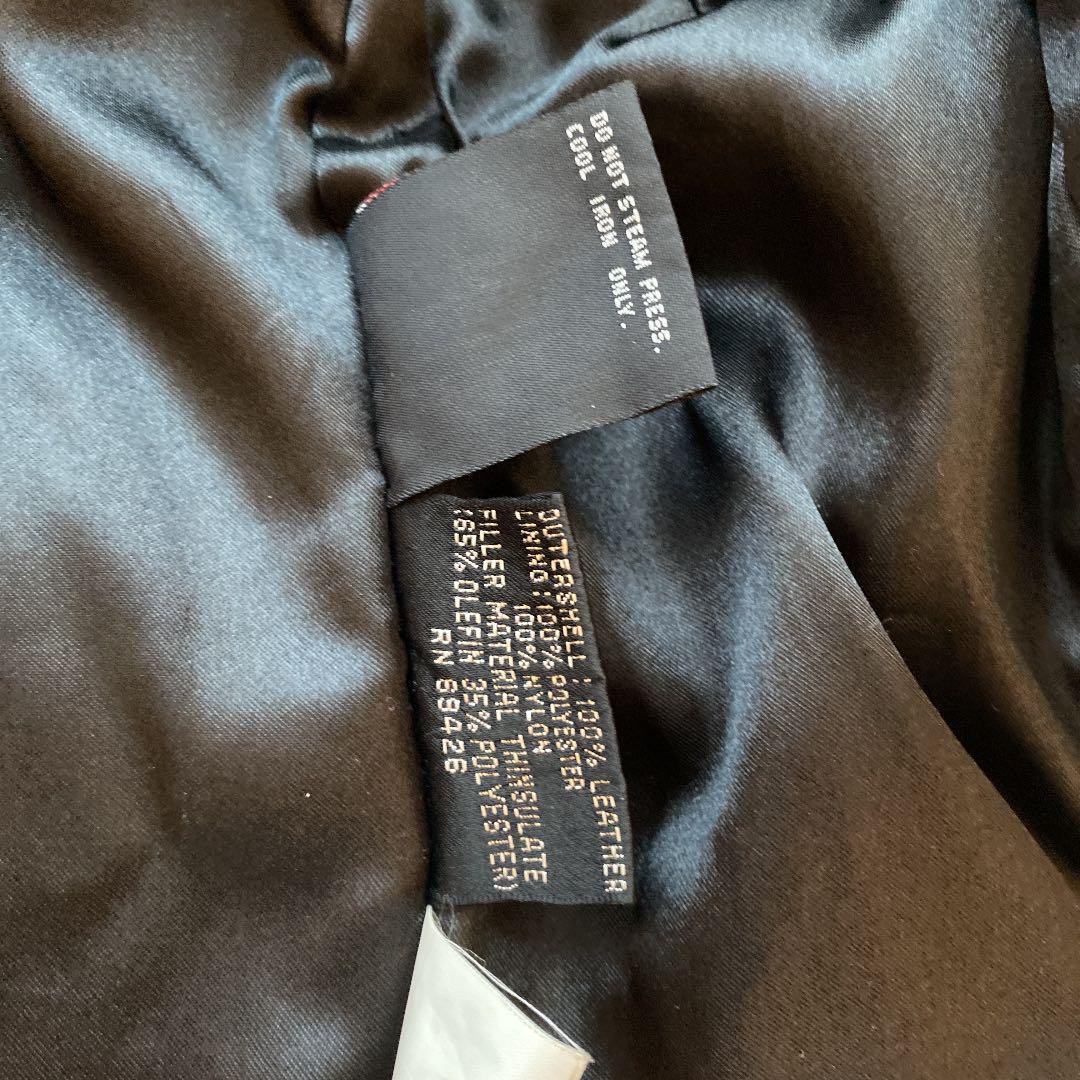 DO NOT STEAM PRESS.
COOL IRON ONLY.
OUTERSHELL:100% LEATHER
LINING:100% POLYESTER
100% NYLON
FILLER MATERIAL THINSULATE
(65% OLEFIN 35% POLYESTER)
RN 69426